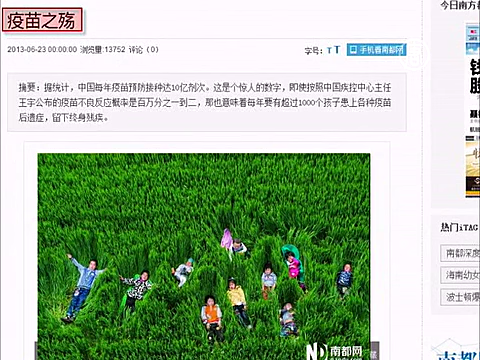 疫苗之殇
今日南方都
2013-06-23 00:00:00 浏览量:13752 评论 (0)
字号: T T
手机看南都网
摘要: 据统计，中国每年疫苗预防接种达10亿剂次。这是个惊人的数字，即使按照中国疾控中心主任
王宇公布的疫苗不良反应概率是百万分之一到二，那也意味着每年要有超过1000个孩子患上各种疫苗
后遗症，留下终身残疾。
热门iTAG
南都深度
海南幼女
波士顿爆
南都网
南都